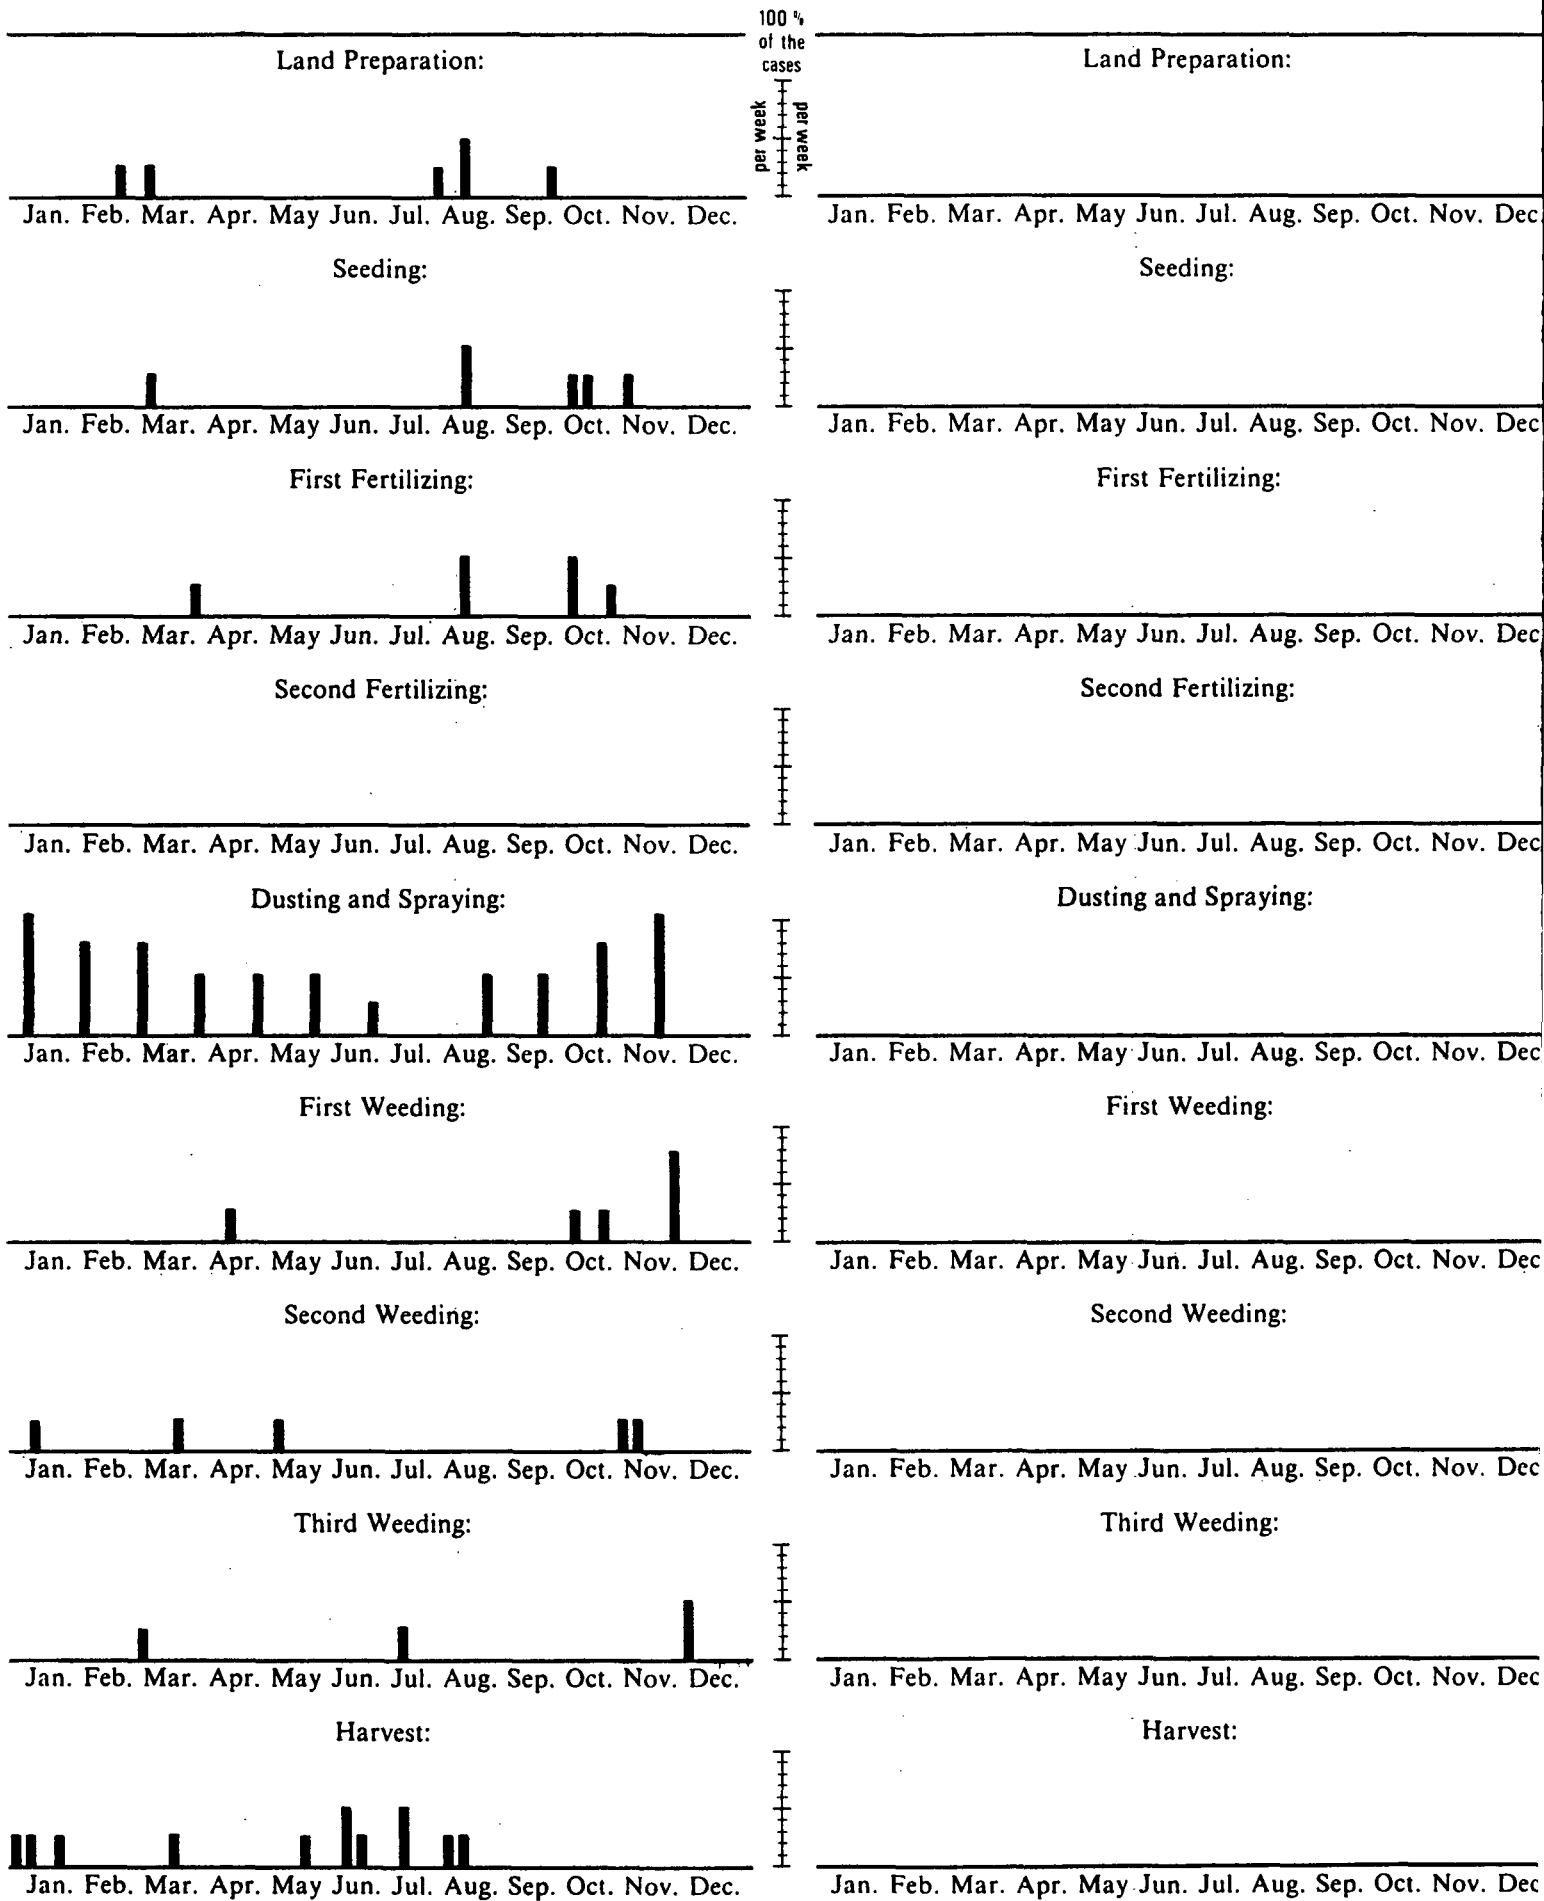 100 %
of the
cases
per week
per week
Land Preparation:
Jan. Feb. Mar. Apr. May Jun. Jul. Aug. Sep. Oct. Nov. Dec.
Seeding:
Jan. Feb. Mar. Apr. May Jun. Jul. Aug. Sep. Oct. Nov. Dec.
First Fertilizing:
Jan. Feb. Mar. Apr. May Jun. Jul. Aug. Sep. Oct. Nov. Dec.
Second Fertilizing:
Jan. Feb. Mar. Apr. May Jun. Jul. Aug. Sep. Oct. Nov. Dec.
Dusting and Spraying:
Jan. Feb. Mar. Apr. May Jun. Jul. Aug. Sep. Oct. Nov. Dec.
First Weeding:
Jan. Feb. Mar. Apr. May Jun. Jul. Aug. Sep. Oct. Nov. Dec.
Second Weeding:
Jan. Feb. Mar. Apr. May Jun. Jul. Aug. Sep. Oct. Nov. Dec.
Third Weeding:
Jan. Feb. Mar. Apr. May Jun. Jul. Aug. Sep. Oct. Nov. Dec.
Harvest:
Jan. Feb. Mar. Apr. May Jun. Jul. Aug. Sep. Oct. Nov. Dec.
Land Preparation:
Jan. Feb. Mar. Apr. May Jun. Jul. Aug. Sep. Oct. Nov. Dec
Seeding:
Jan. Feb. Mar. Apr. May Jun. Jul. Aug. Sep. Oct. Nov. Dec
First Fertilizing:
Jan. Feb. Mar. Apr. May Jun. Jul. Aug. Sep. Oct. Nov. Dec
Second Fertilizing:
Jan. Feb. Mar. Apr. May Jun. Jul. Aug. Sep. Oct. Nov. Dec
Dusting and Spraying:
Jan. Feb. Mar. Apr. May Jun. Jul. Aug. Sep. Oct. Nov. Dec
First Weeding:
Jan. Feb. Mar. Apr. May Jun. Jul. Aug. Sep. Oct. Nov. Dec
Second Weeding:
Jan. Feb. Mar. Apr. May Jun. Jul. Aug. Sep. Oct. Nov. Dec
Third Weeding:
Jan. Feb. Mar. Apr. May Jun. Jul. Aug. Sep. Oct. Nov. Dec
Harvest:
Jan. Feb. Mar. Apr. May Jun. Jul. Aug. Sep. Oct. Nov. Dec